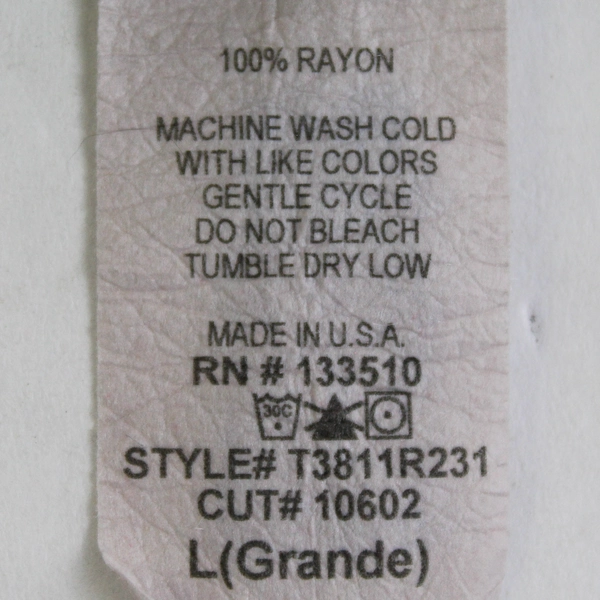 100% RAYON
MACHINE WASH COLD
WITH LIKE COLORS
GENTLE CYCLE
DO NOT BLEACH
TUMBLE DRY LOW
MADE IN U.S.A.
RN # 133510
30C
STYLE# T3811R231
CUT# 10602
L(Grande)